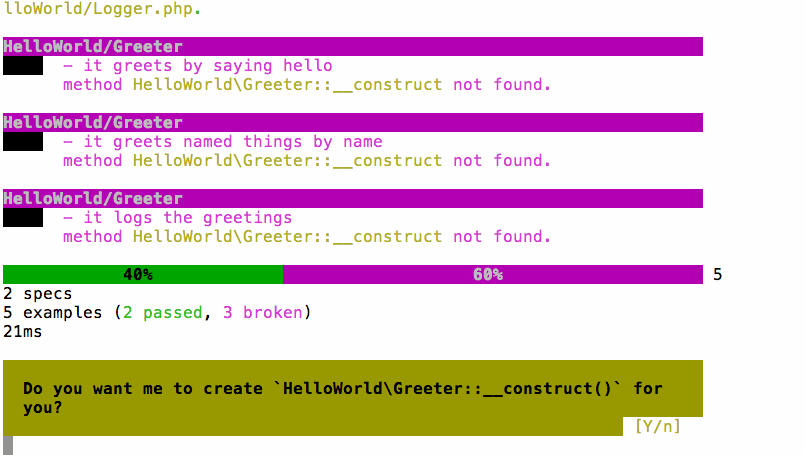 lloWorld/Logger.php.
HelloWorld/Greeter
– it greets by saying hello
method HelloWorld\Greeter::__construct not found.
HelloWorld/Greeter
– it greets named things by name
method HelloWorld\Greeter::__construct not found.
HelloWorld/Greeter
– it logs the greetings
method HelloWorld\Greeter::__construct not found.
40% 60% 5
2 specs
5 examples (2 passed, 3 broken)
21ms
Do you want me to create `HelloWorld\Greeter::__construct()` for
you?
[Y/n]